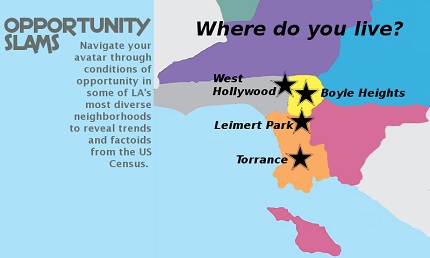 OPPORTUNITY
SLAMS
Navigate your
avatar through
conditions of
opportunity in
some of LA's
most diverse
neighborhoods
to reveal trends
and factoids
from the US
Census.
Where do you live?
West
Hollywood
Boyle Heights
Leimert Park
Torrance